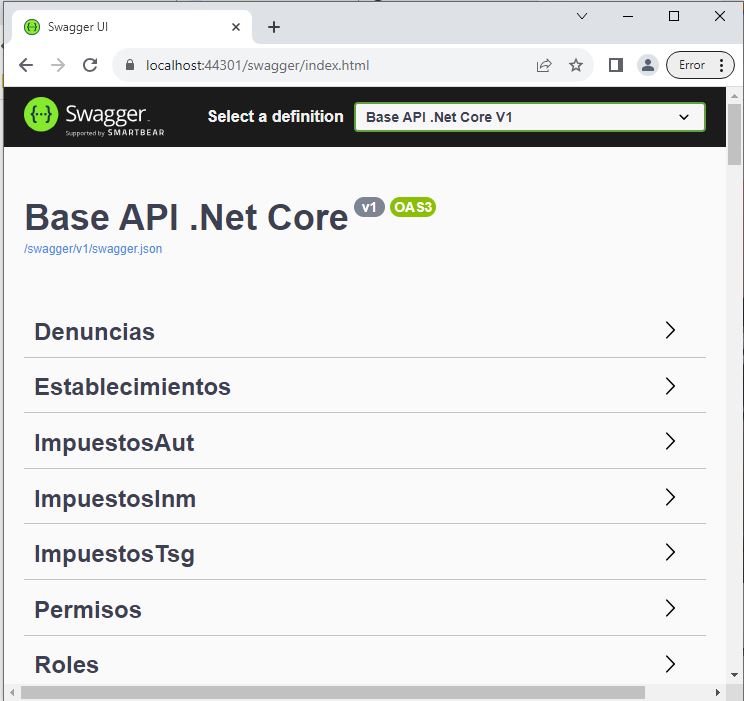 Swagger UI
localhost:44301/swagger/index.html
Error
Swagger
Supported by SMARTBEAR
Select a definition
Base API .Net Core V1
Base API .Net Core v1 OAS3
/swagger/v1/swagger.json
Denuncias
Establecimientos
ImpuestosAut
ImpuestosInm
ImpuestosTsg
Permisos
Roles